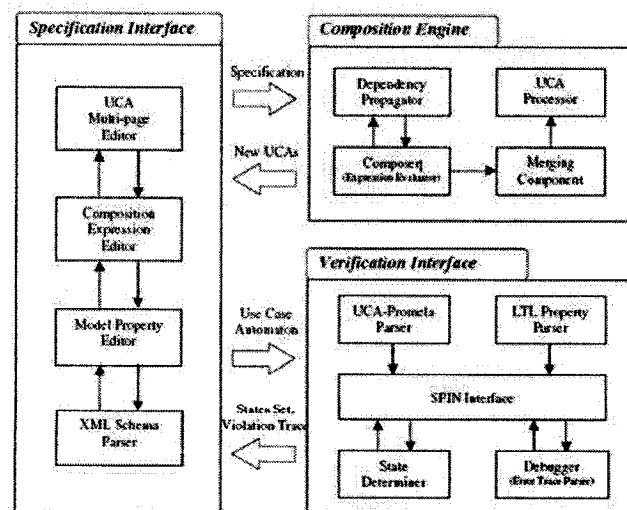 Specification Interface
UCA
Multi-page
Editor
Composition
Expression
Editor
Model Property
Editor
XML Schema
Parser
Specification
New UCAs
Use Case
Automaton
States Set,
Violation Trace
Composition Engine
Dependency
Propagator
UCA
Processor
Composer
(Expression Evaluator)
Merging
Component
Verification Interface
UCA-Promela
Parser
LTL Property
Parser
SPIN Interface
State
Determiner
Debugger
(Error Trace Parser)